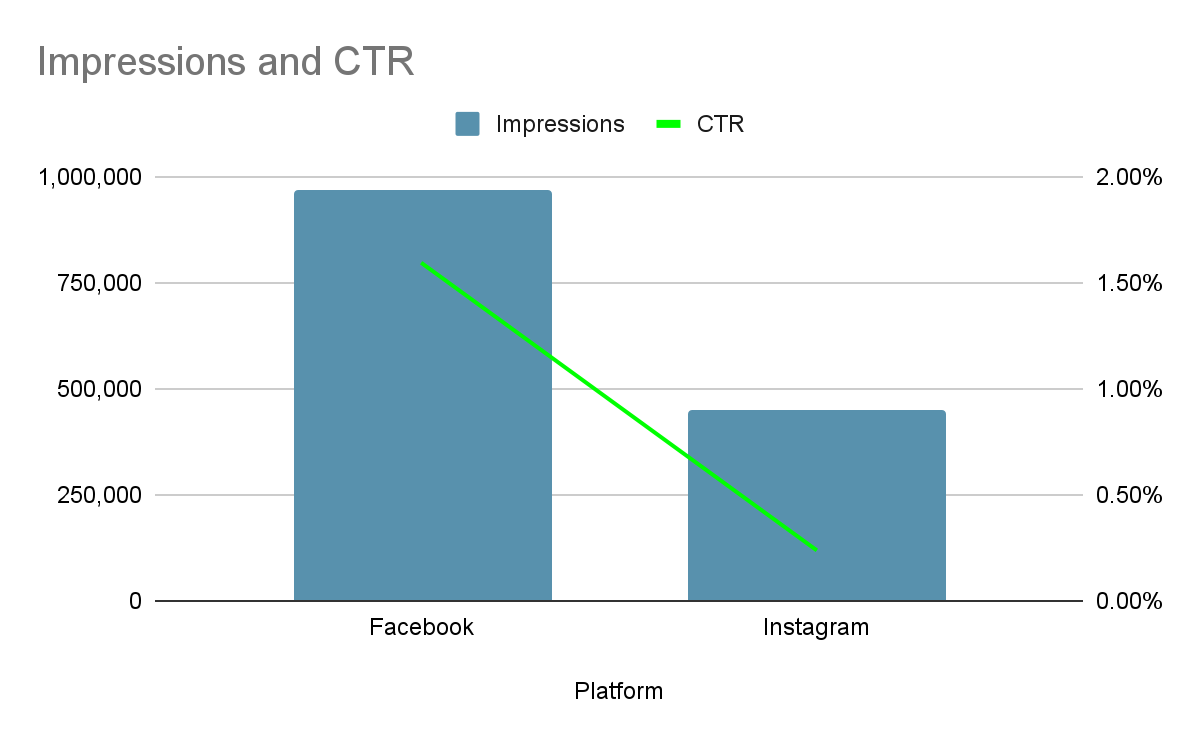 Impressions and CTR
Impressions CTR
1,000,000 2.00%
750,000 1.50%
500,000 1.00%
250,000 0.50%
0 0.00%
Facebook Instagram
Platform